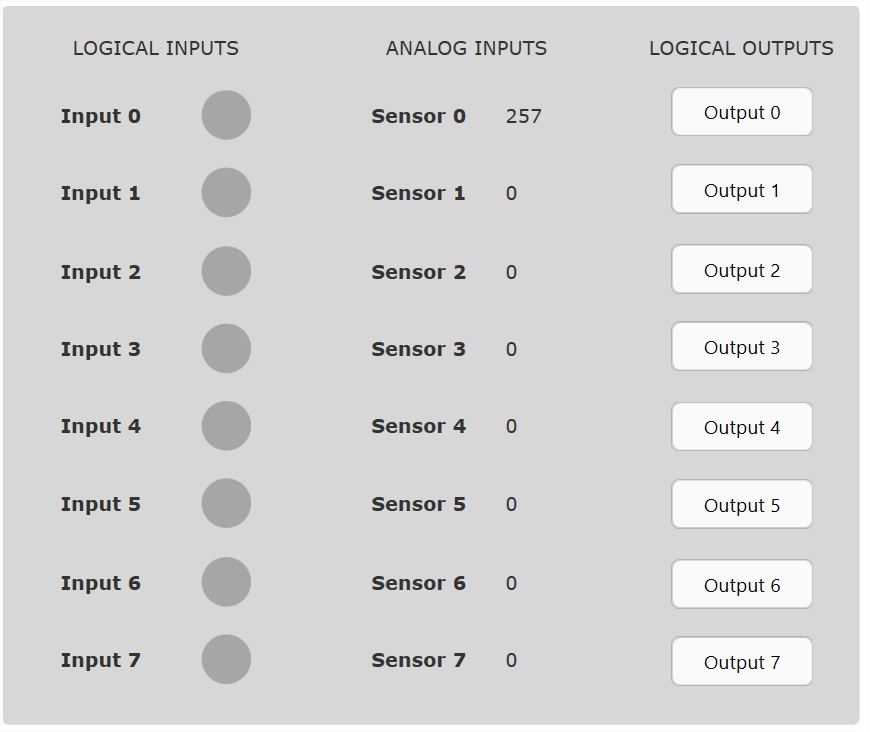 LOGICAL INPUTS ANALOG INPUTS LOGICAL OUTPUTS
Input 0 Sensor 0 257 Output 0
Input 1 Sensor 1 0 Output 1
Input 2 Sensor 2 0 Output 2
Input 3 Sensor 3 0 Output 3
Input 4 Sensor 4 0 Output 4
Input 5 Sensor 5 0 Output 5
Input 6 Sensor 6 0 Output 6
Input 7 Sensor 7 0 Output 7